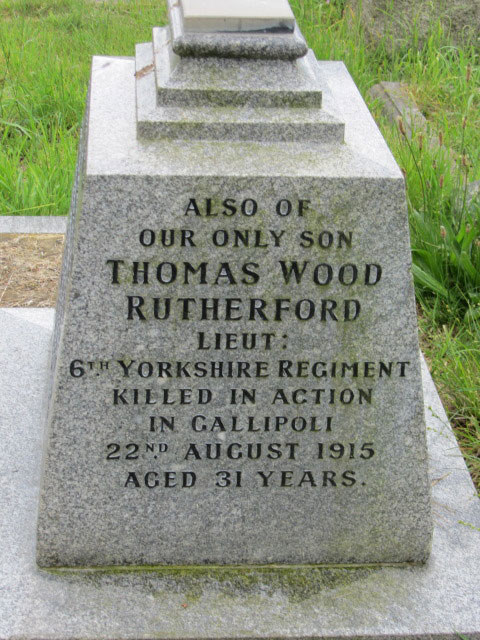 ALSO OF
OUR ONLY SON
THOMAS WOOD
RUTHERFORD
LIEUT:
6TH YORKSHIRE REGIMENT
KILLED IN ACTION
IN GALLIPOLI
22ND AUGUST 1915
AGED 31 YEARS.